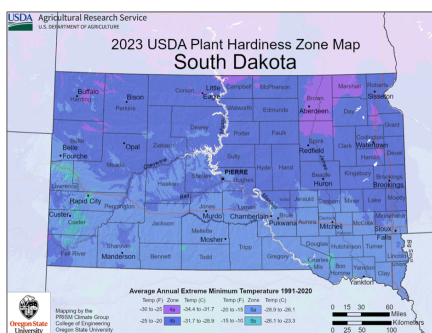 USDA Agricultural Research Service
U.S. DEPARTMENT OF AGRICULTURE
2023 USDA Plant Hardiness Zone Map
South Dakota
Buffalo
Harding
Bison
Perkins
Corson
Little
Eagle
Campbell
McPherson
Brown
Aberdeen
Marshall
Roberts
Sisseton
Walworth
Edmunds
Day
Grant
Dewey
Potter
Faulk
Spink
Redfield
Clark
Codington
Watertown
Hamlin
Deuel
Butte
Belle
Fourche
Opal
Meade
Ziebach
Cheyenne
Sully
Hyde
Hand
Beadle
Huron
Kingsbury
Brookings
Brookings
Lawrence
Haakon
Stanley
PIERRE
Hughes
Rapid City
Pennington
Custer
Custer
Jones
Murdo
Lyman
Chamberlain
Brule
Pukwana
Jerauld
Aurora
Mitchell
Miner
Lake
Moody
McCook
Minnehaha
Sioux
Falls
Jackson
Mellette
Mosher
Fall River
Shannon
Manderson
Bennett
Todd
Tripp
Gregory
Charles
Mix
Douglas
Hutchinson
Turner
Bon
Homme
Yankton
Clay
Yankton
Average Annual Extreme Minimum Temperature 1991-2020
Temp (F) Zone Temp (C) Temp (F) Zone Temp (C)
-30 to -25 4a -34.4 to -31.7 -20 to -15 5a -28.9 to -26.1
-25 to -20 4b -31.7 to -28.9 -15 to -10 5b -26.1 to -23.3
Mapping by the
PRISM Climate Group
College of Engineering
Oregon State University
Oregon State
University
0 15 30 60
Miles
0 20 40 80
Kilometers